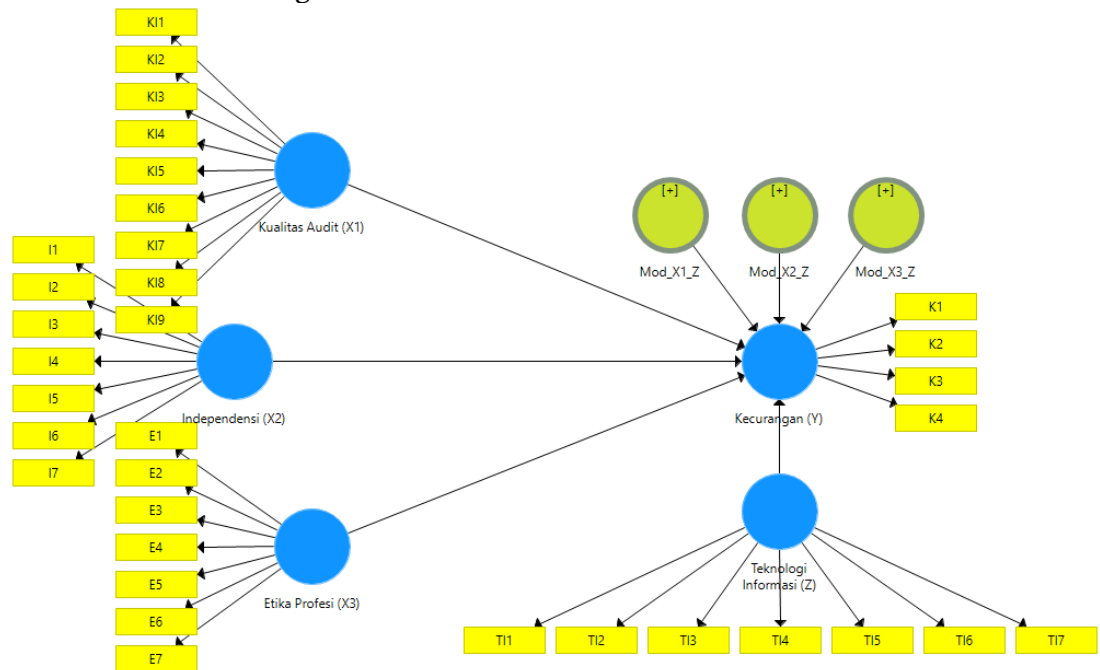 g
KI1
KI2
KI3
KI4
KI5
KI6
KI7
KI8
KI9
Kualitas Audit (X1)
I1
I2
I3
I4
I5
I6
I7
Independensi (X2)
E1
E2
E3
E4
E5
E6
E7
Etika Profesi (X3)
[+]
[+]
[+]
Mod_X1_Z
Mod_X2_Z
Mod_X3_Z
K1
K2
K3
K4
Kecurangan (Y)
Teknologi
Informasi (Z)
TI1
TI2
TI3
TI4
TI5
TI6
TI7